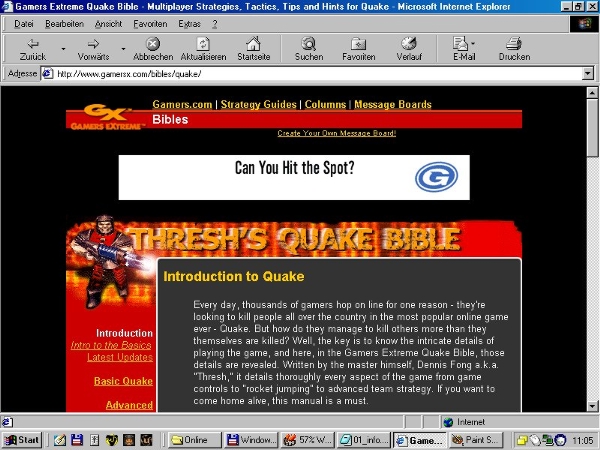 Gamers Extreme Quake Bible - Multiplayer Strategies, Tactics, Tips and Hints for Quake - Microsoft Internet Explorer
Datei Bearbeiten Ansicht Favoriten Extras ?
Zurück Vorwärts Abbrechen Aktualisieren Startseite Suchen Favoriten Verlauf E-Mail Drucken
Adresse http://www.gamersx.com/bibles/quake/
Gamers.com | Strategy Guides | Columns | Message Boards
GX
GAMERS EXTREME™
Bibles
Create Your Own Message Board!
Can You Hit the Spot?
G
THRESH'S QUAKE BIBLE
Introduction
Intro to the Basics
Latest Updates
Basic Quake
Advanced
Introduction to Quake
Every day, thousands of gamers hop on line for one reason - they're
looking to kill people all over the country in the most popular online game
ever - Quake. But how do they manage to kill others more than they
themselves are killed? Well, the key is to know the intricate details of
playing the game, and here, in the Gamers Extreme Quake Bible, those
details are revealed. Written by the master himself, Dennis Fong a.k.a.
"Thresh," it details thoroughly every aspect of the game from game
controls to "rocket jumping" to advanced team strategy. If you want to
come home alive, this manual is a must.
Internet
Start Online Window... 57% W... 01_info... Game... Paint S... 11:05